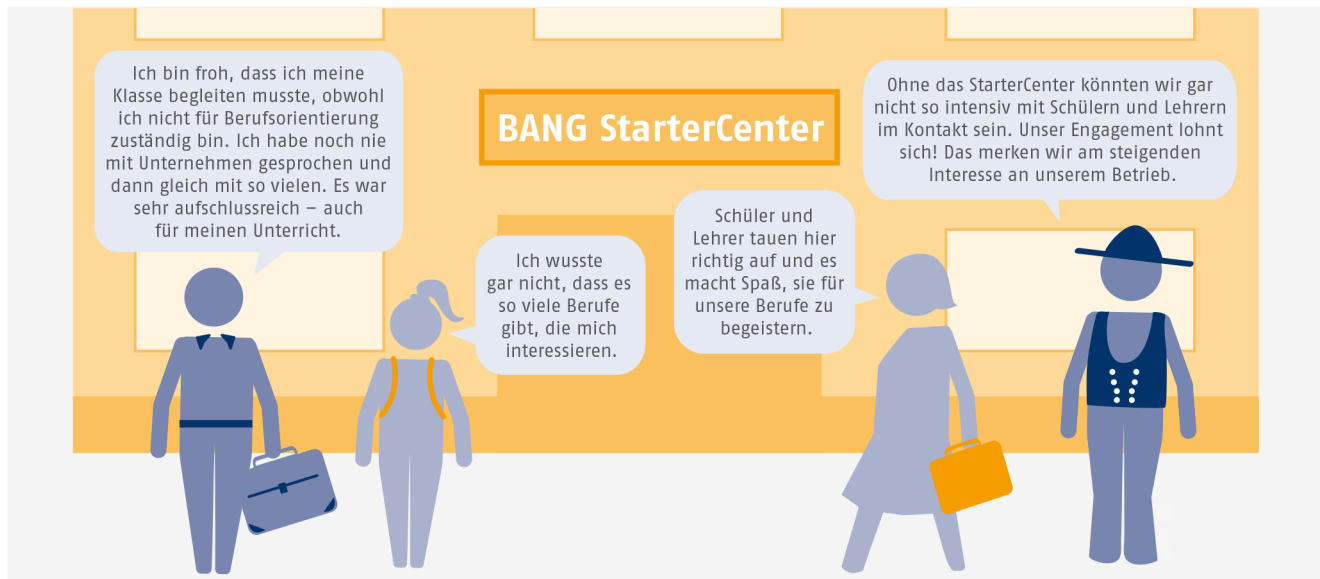 Ich bin froh, dass ich meine
Klasse begleiten musste, obwohl
ich nicht für Berufsorientierung
zuständig bin. Ich habe noch nie
mit Unternehmen gesprochen und
dann gleich mit so vielen. Es war
sehr aufschlussreich – auch
für meinen Unterricht.
BANG StarterCenter
Ich wusste
gar nicht, dass es
so viele Berufe
gibt, die mich
interessieren.
Schüler und
Lehrer tauen hier
richtig auf und es
macht Spaß, sie für
unsere Berufe zu
begeistern.
Ohne das StarterCenter könnten wir gar
nicht so intensiv mit Schülern und Lehrern
im Kontakt sein. Unser Engagement lohnt
sich! Das merken wir am steigenden
Interesse an unserem Betrieb.